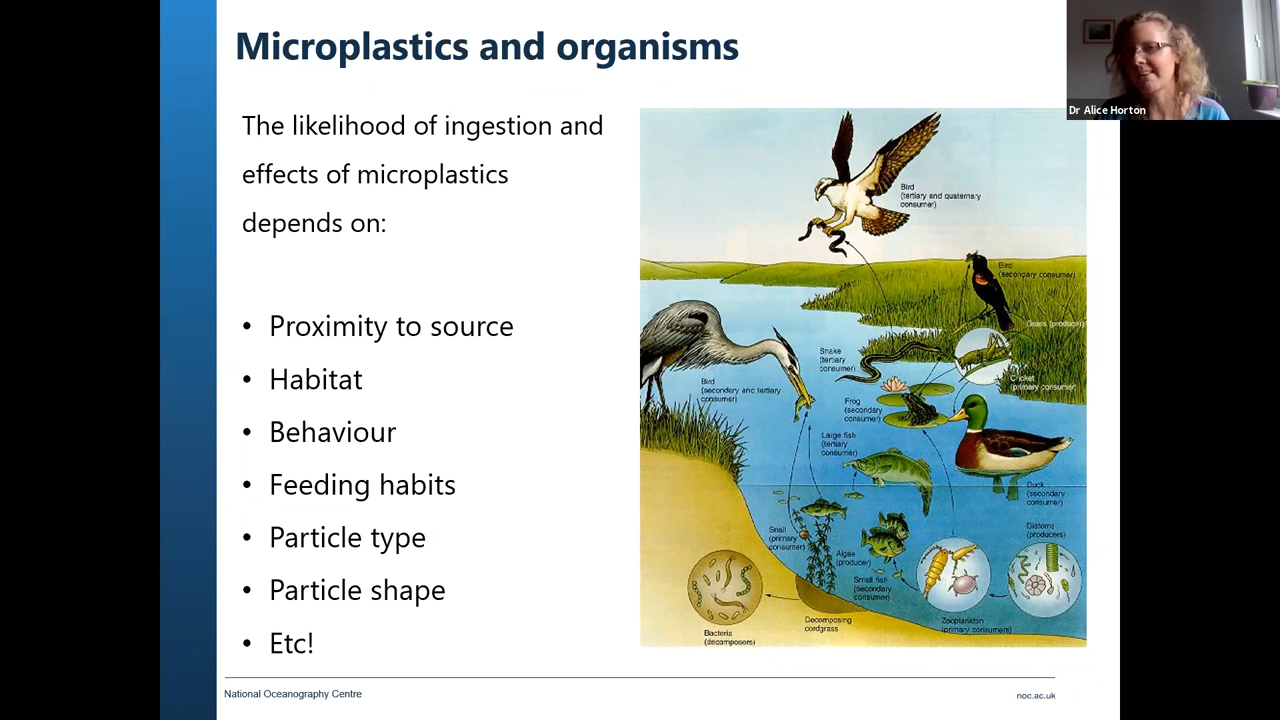 Microplastics and organisms
Dr Alice Horton
The likelihood of ingestion and
effects of microplastics
depends on:
• Proximity to source
• Habitat
• Behaviour
• Feeding habits
• Particle type
• Particle shape
• Etc!
Bird
(tertiary and quaternary
consumer)
Bird
(secondary consumer)
Grass (producer)
Snake
(tertiary
consumer)
Cricket
(primary consumer)
Bird
(secondary and tertiary
consumer)
Frog
(secondary
consumer)
Large fish
(tertiary
consumer)
Duck
(secondary
consumer)
Snail
(primary
consumer)
Diatoms
(producers)
Algae
(producer)
Small fish
(secondary
consumer)
Decomposing
cordgrass
Zooplankton
(primary consumers)
Bacteria
(decomposers)
National Oceanography Centre
noc.ac.uk